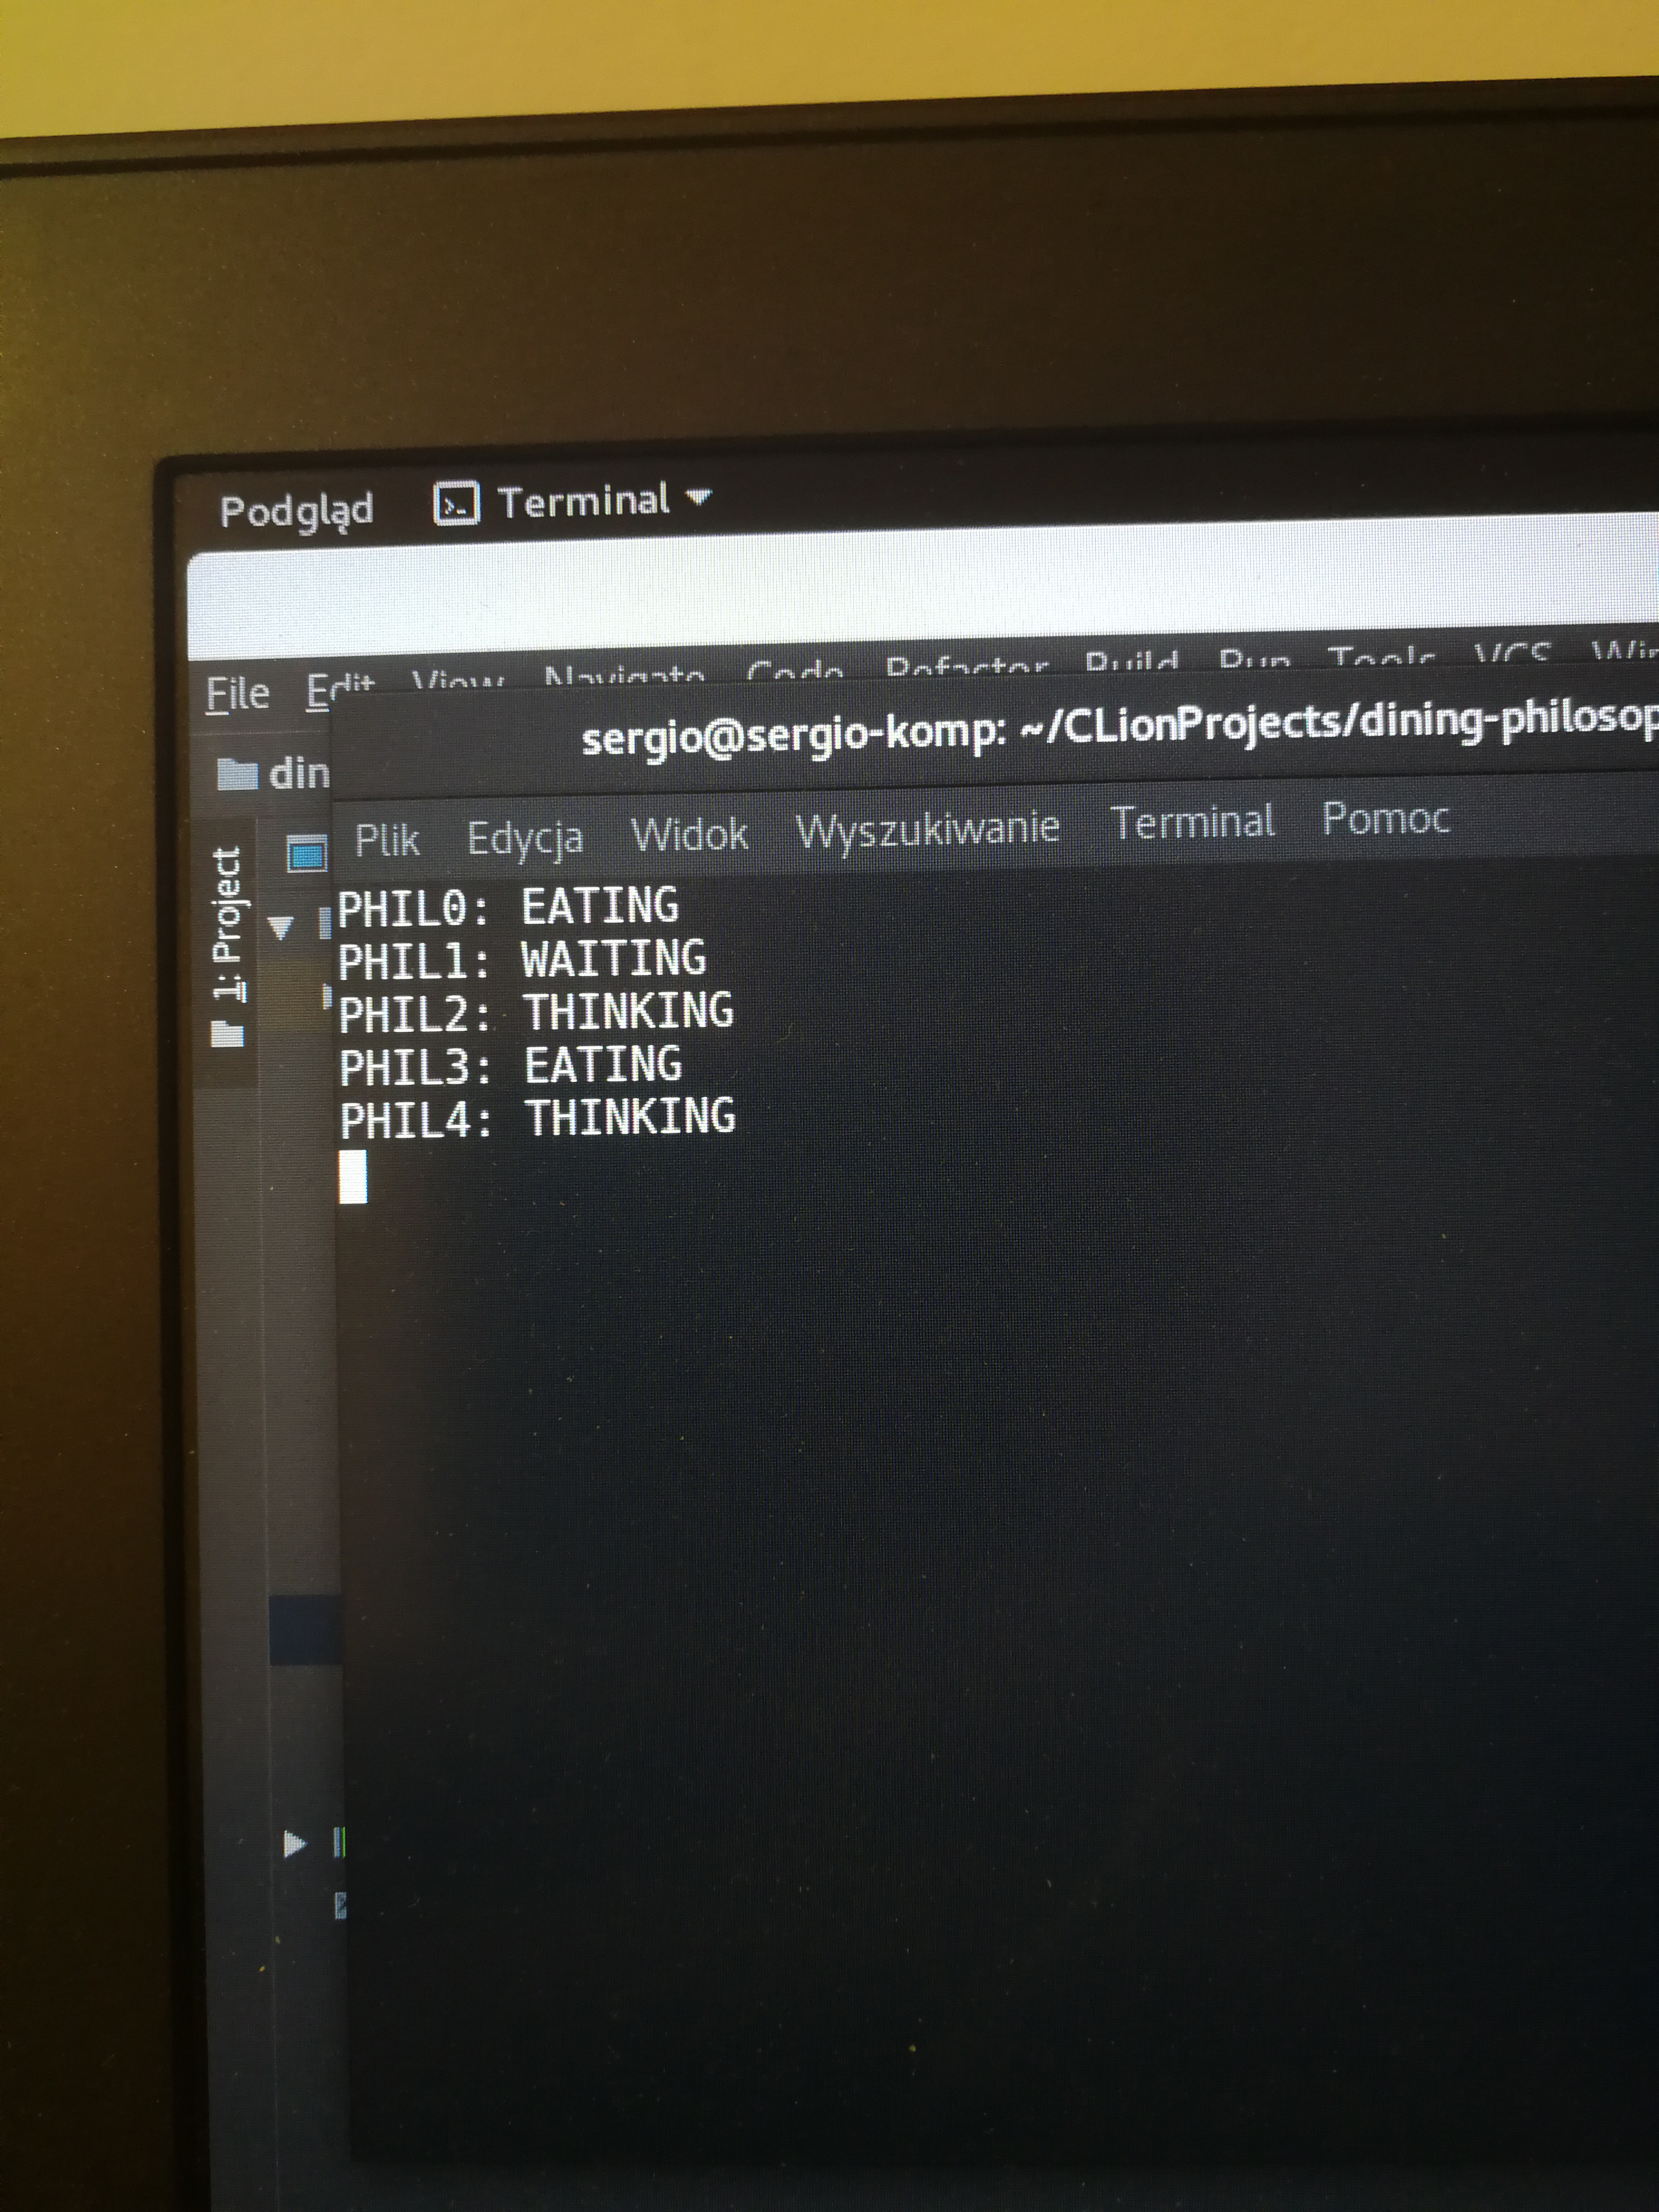 Podgląd Terminal
File Edit View Navigate Code Refactor Build Run Tools VCS
sergio@sergio-komp: ~/CLionProjects/dining-philosop
din
Plik Edycja Widok Wyszukiwanie Terminal Pomoc
1: Project
PHIL0: EATING
PHIL1: WAITING
PHIL2: THINKING
PHIL3: EATING
PHIL4: THINKING